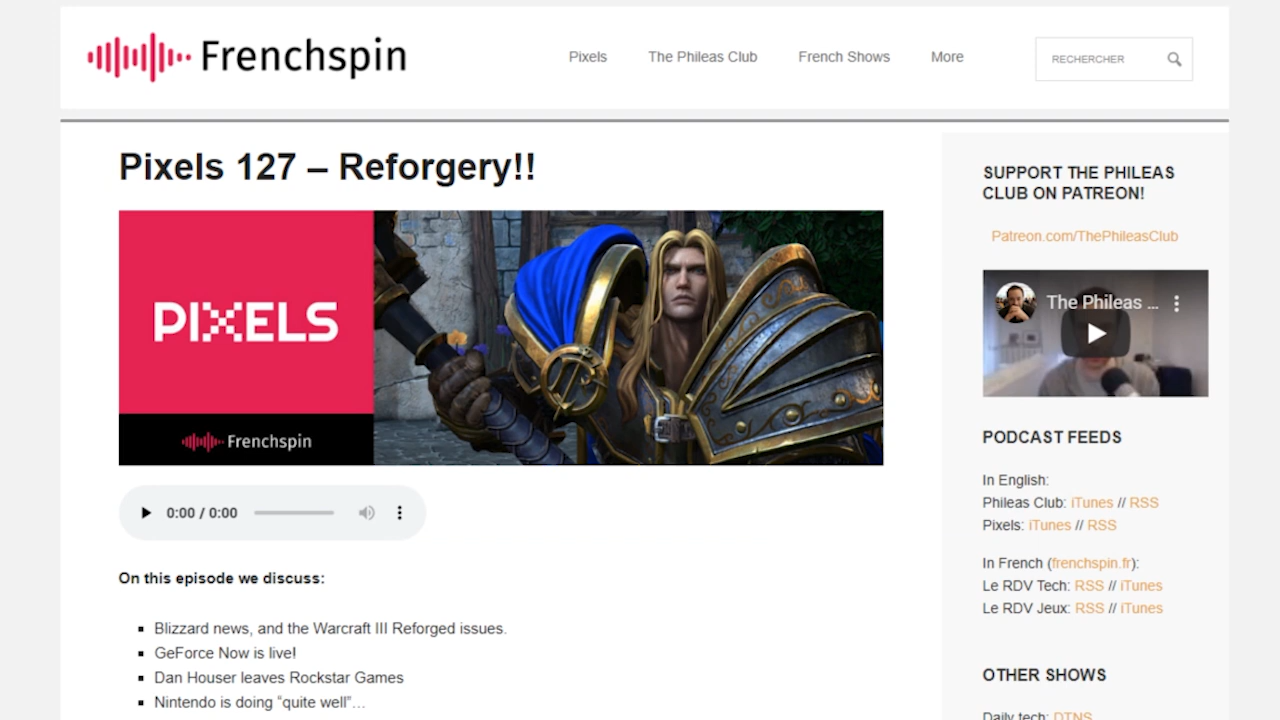 Frenchspin
Pixels
The Phileas Club
French Shows
More
RECHERCHER
Pixels 127 – Reforgery!!
PIXELS
Frenchspin
0:00 / 0:00
On this episode we discuss:
▪ Blizzard news, and the Warcraft III Reforged issues.
▪ GeForce Now is live!
▪ Dan Houser leaves Rockstar Games
▪ Nintendo is doing “quite well”…
SUPPORT THE PHILEAS
CLUB ON PATREON!
Patreon.com/ThePhileasClub
The Phileas ...
PODCAST FEEDS
In English:
Phileas Club: iTunes // RSS
Pixels: iTunes // RSS
In French (frenchspin.fr):
Le RDV Tech: RSS // iTunes
Le RDV Jeux: RSS // iTunes
OTHER SHOWS
Daily tech: DTNS